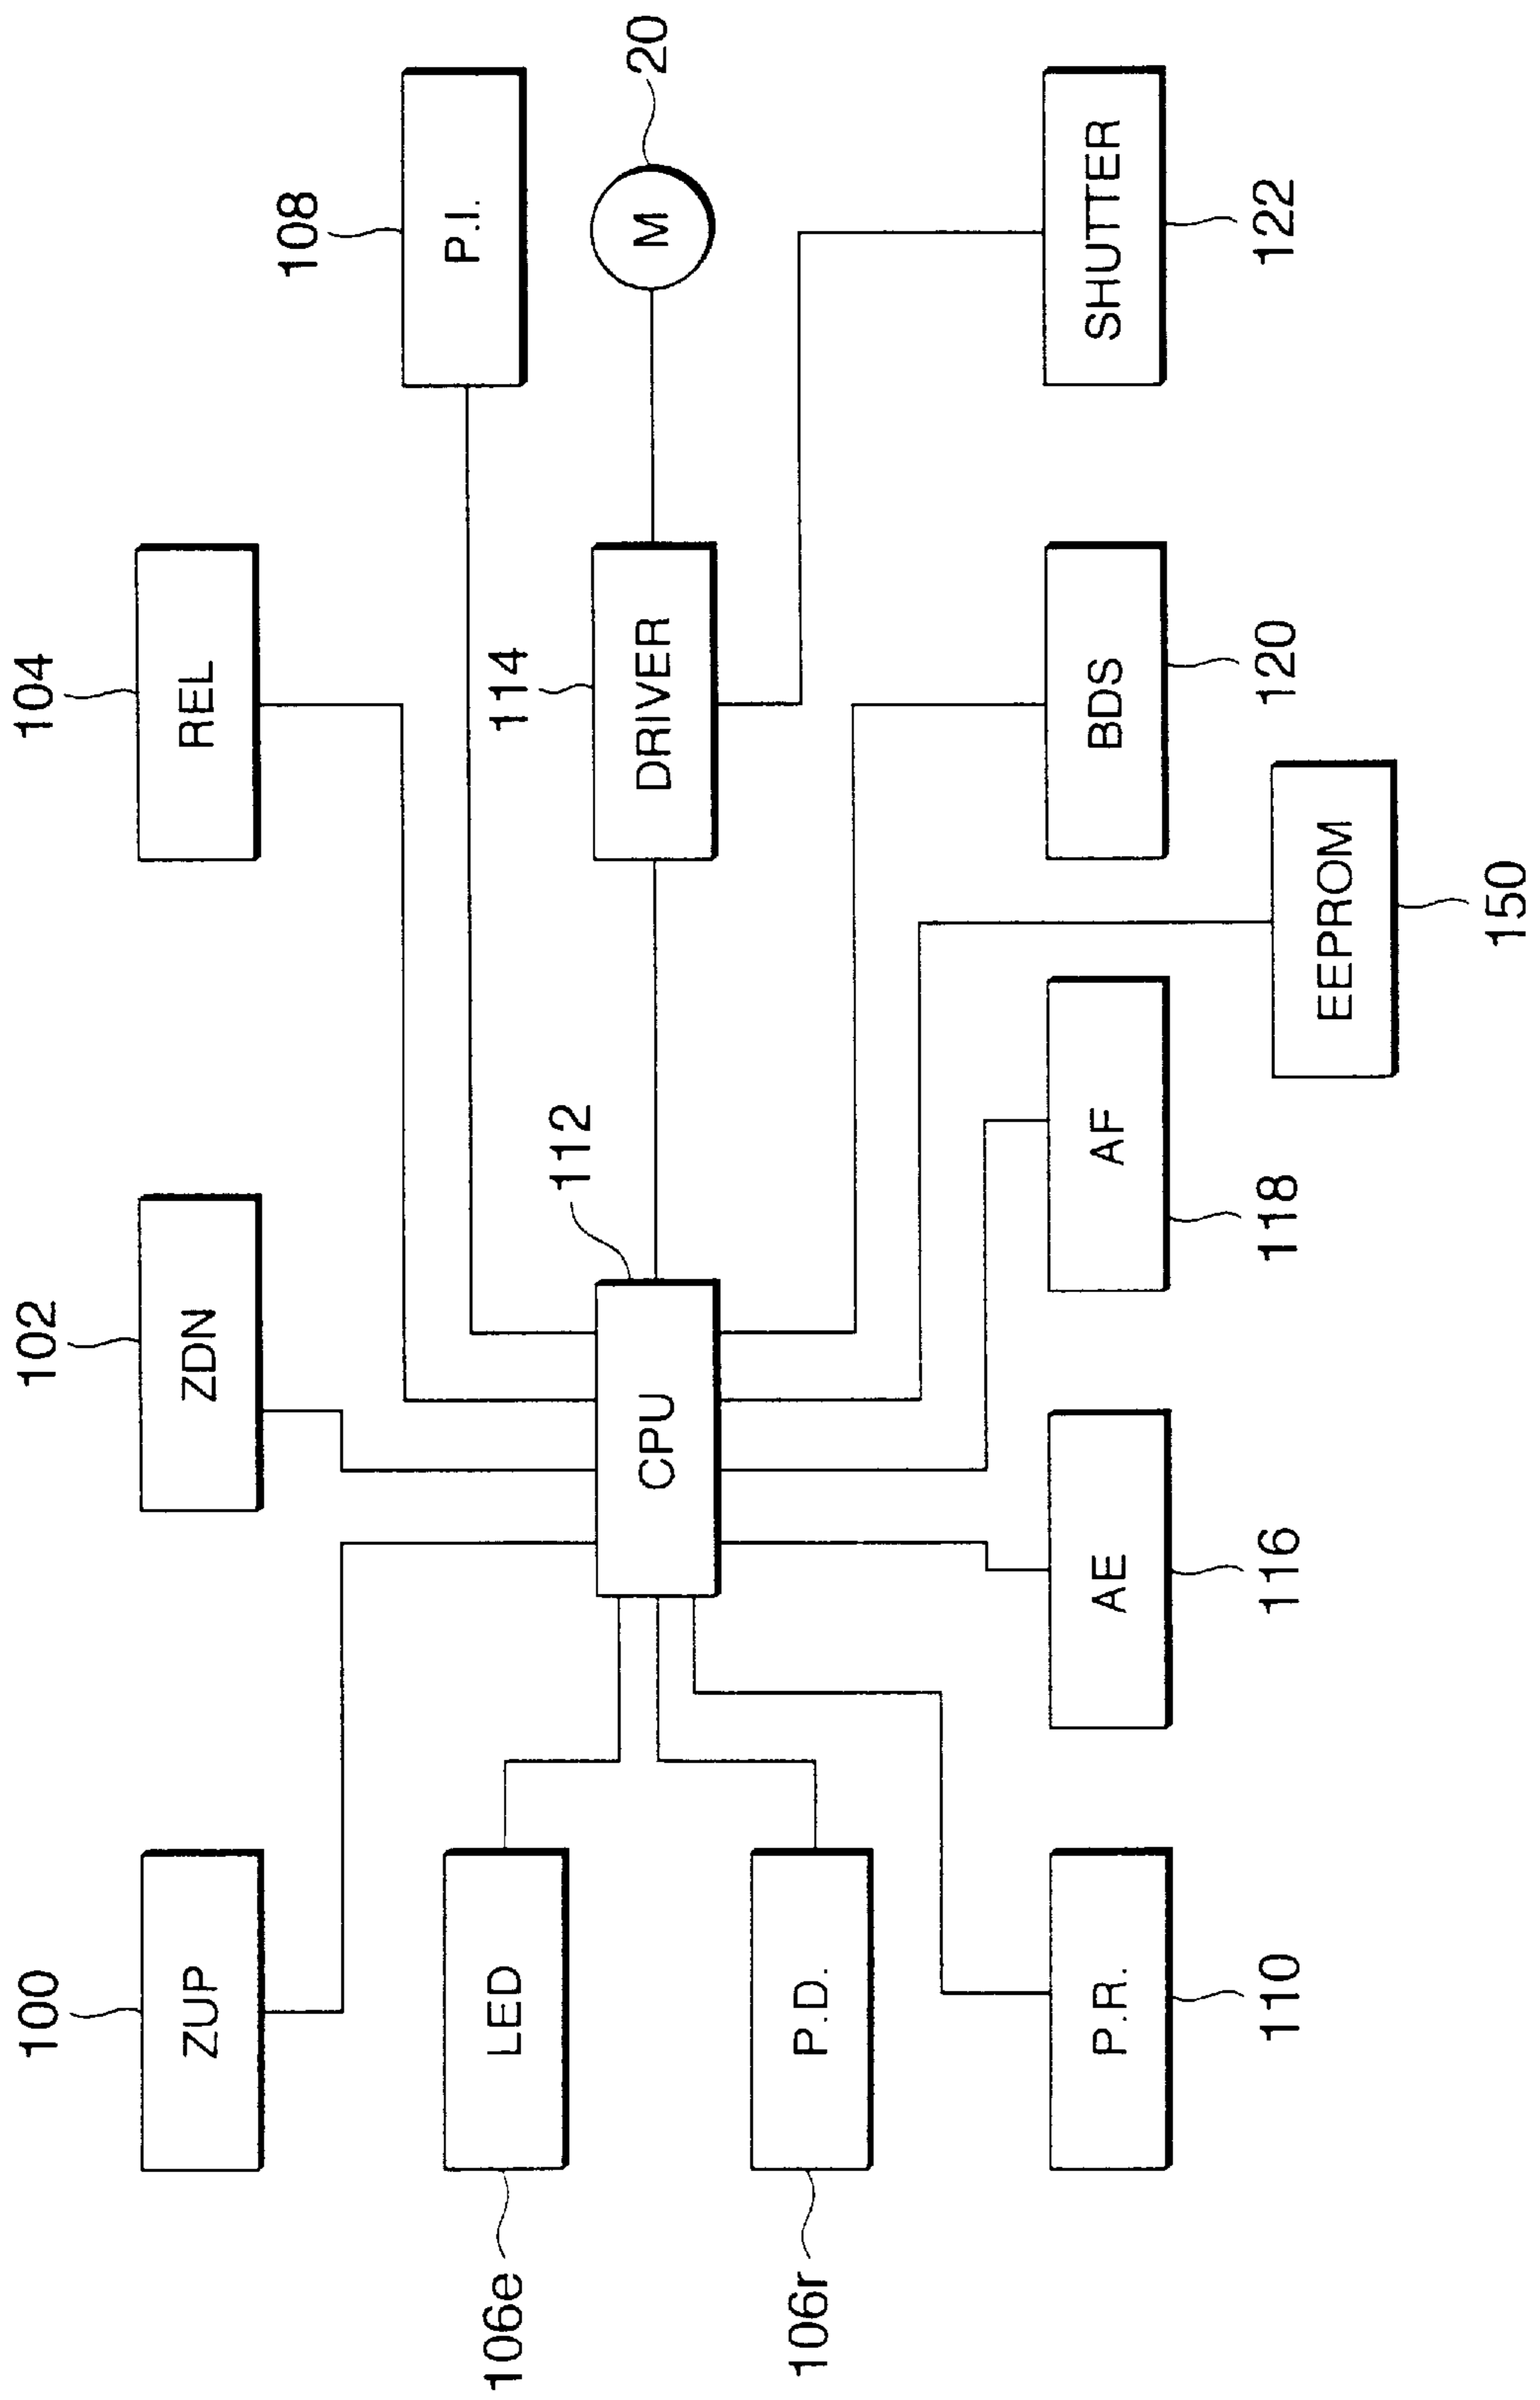 100
ZUP
102
ZDN
104
REL
108
P.I.
106e
LED
112
CPU
114
DRIVER
M
20
106r
P.D.
P.R.
110
AE
116
AF
118
BDS
120
SHUTTER
122
EEPROM
150